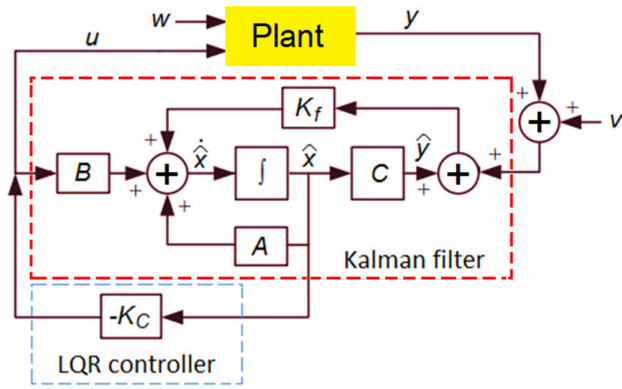 w
u
Plant
y
+
+
+
v
K_f
+
ẋ̂
x̂
ŷ
+
B
+
+
∫
C
+
+
+
A
Kalman filter
-K_C
LQR controller